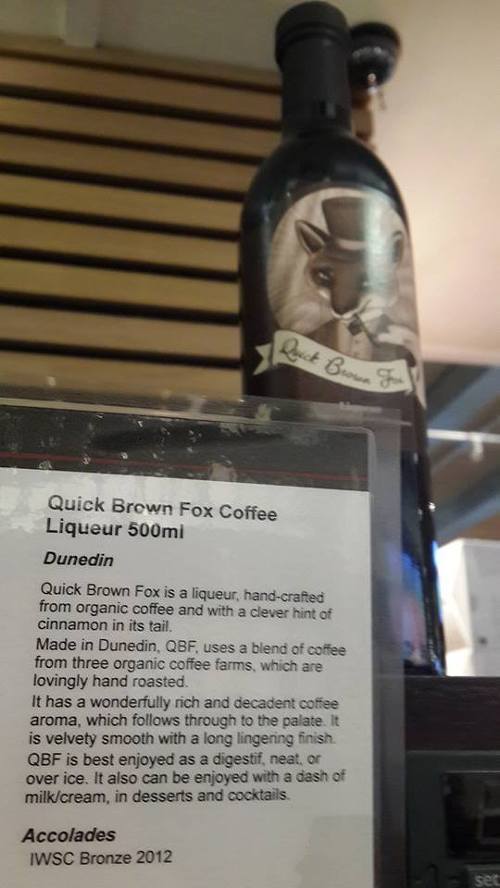 Quick Brown Fox
Quick Brown Fox Coffee
Liqueur 500ml
Dunedin
Quick Brown Fox is a liqueur, hand-crafted
from organic coffee and with a clever hint of
cinnamon in its tail.
Made in Dunedin, QBF, uses a blend of coffee
from three organic coffee farms, which are
lovingly hand roasted.
It has a wonderfully rich and decadent coffee
aroma, which follows through to the palate. It
is velvety smooth with a long lingering finish.
QBF is best enjoyed as a digestif, neat, or
over ice. It also can be enjoyed with a dash of
milk/cream, in desserts and cocktails.
Accolades
IWSC Bronze 2012